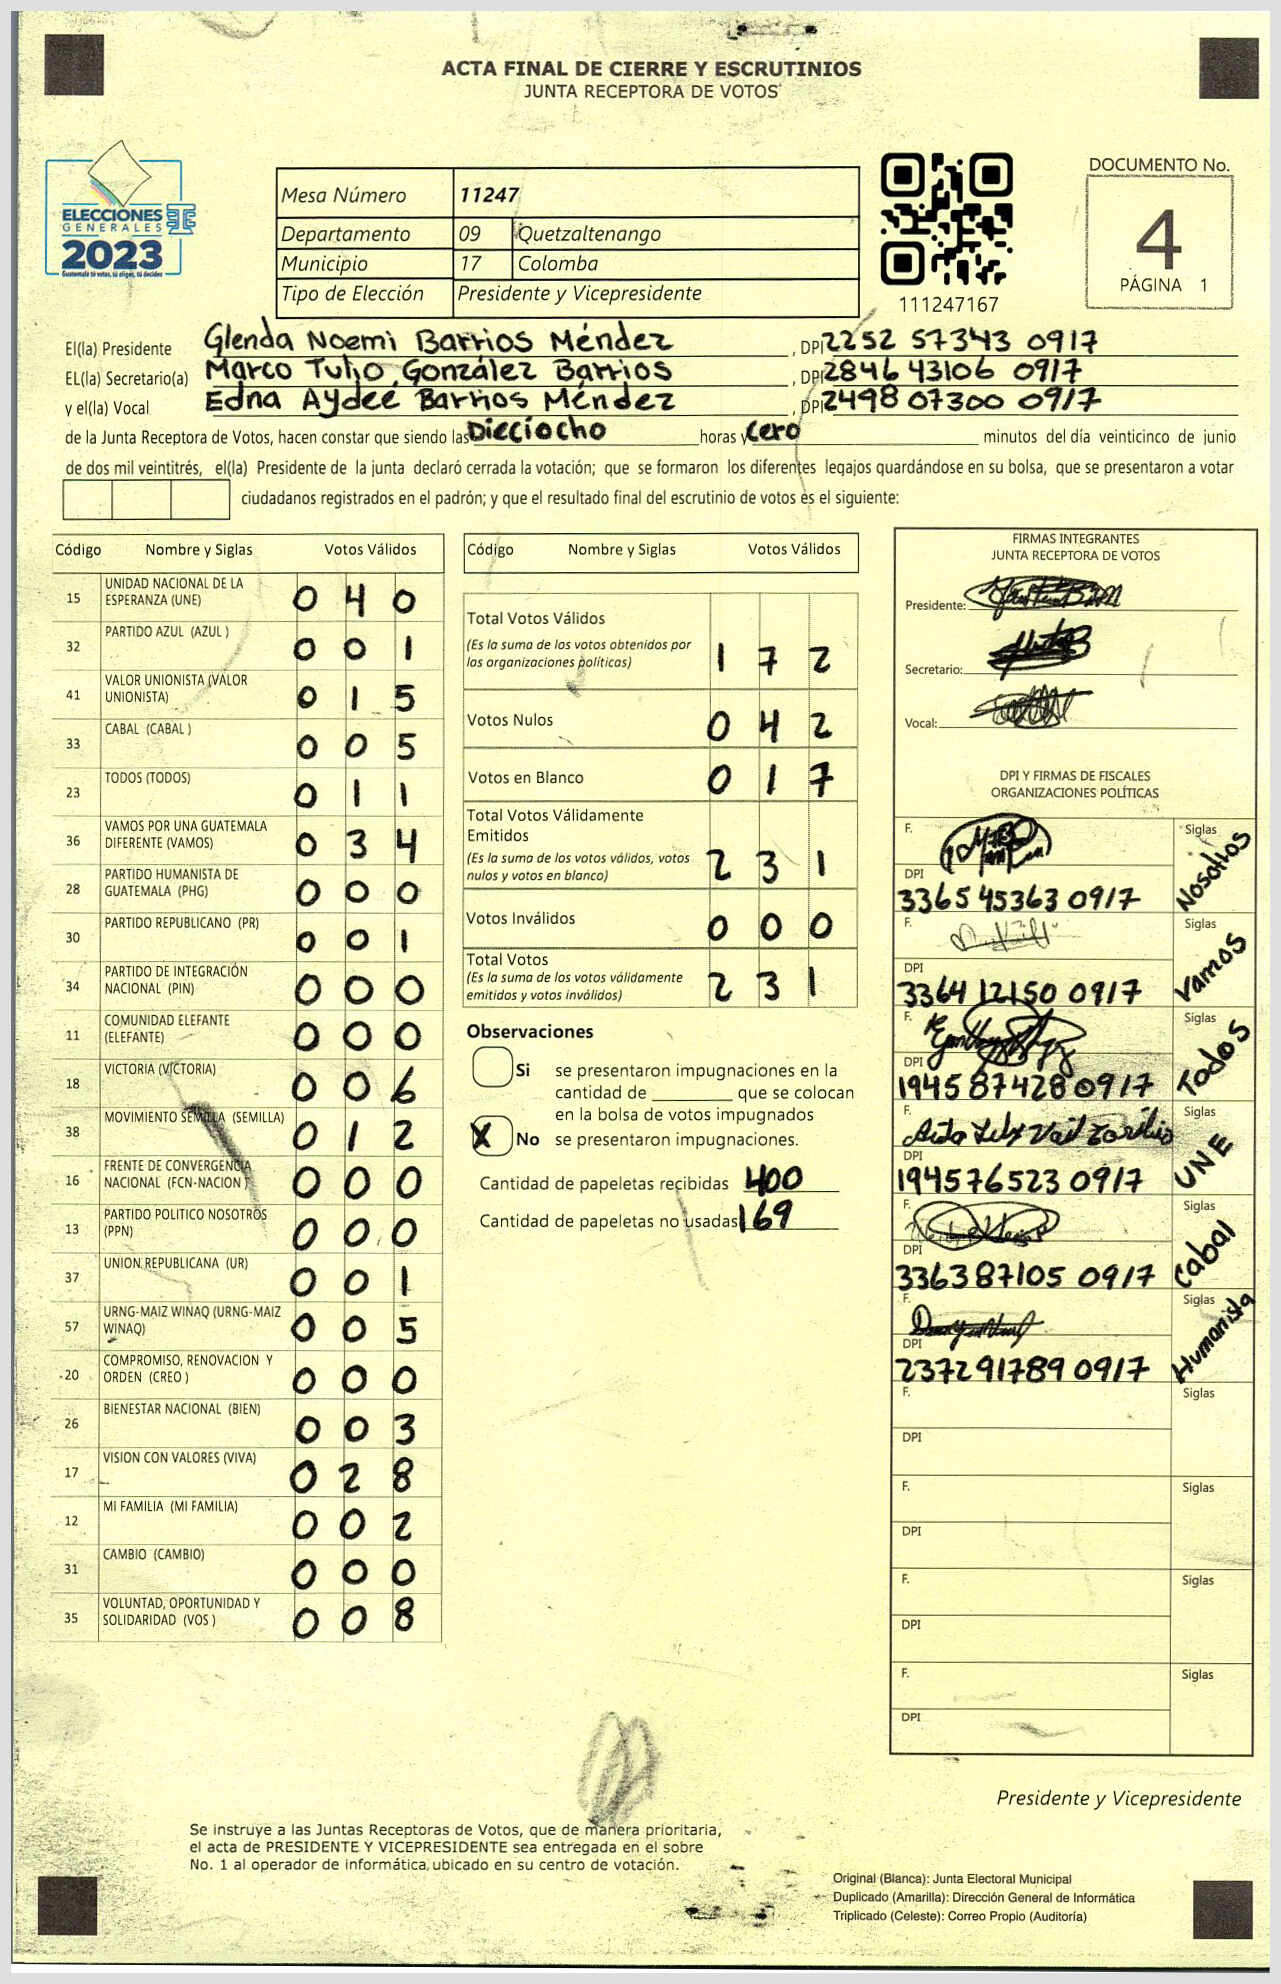 ACTA FINAL DE CIERRE Y ESCRUTINIOS
JUNTA RECEPTORA DE VOTOS
ELECCIONES
GENERALES
2023
Guatemala tú votas, tú eliges, tú decides
Mesa Número 11247
Departamento 09 Quetzaltenango
Municipio 17 Colomba
Tipo de Elección Presidente y Vicepresidente
111247167
DOCUMENTO No.
4
PÁGINA 1
El(la) Presidente Glenda Noemi Barrios Méndez , DPI 2252 57343 0917
EL(la) Secretario(a) Marco Tulio González Barrios , DPI 2846 43106 0917
y el(la) Vocal Edna Aydeé Barrios Méndez , DPI 2498 07300 0917
de la Junta Receptora de Votos, hacen constar que siendo las Dieciocho horas y Cero minutos del día veinticinco de junio
de dos mil veintitrés, el(la) Presidente de la junta declaró cerrada la votación; que se formaron los diferentes legajos quardándose en su bolsa, que se presentaron a votar
ciudadanos registrados en el padrón; y que el resultado final del escrutinio de votos es el siguiente:
Código Nombre y Siglas Votos Válidos
15 UNIDAD NACIONAL DE LA ESPERANZA (UNE) 0 4 0
32 PARTIDO AZUL (AZUL ) 0 0 1
41 VALOR UNIONISTA (VALOR UNIONISTA) 0 1 5
33 CABAL (CABAL ) 0 0 5
23 TODOS (TODOS) 0 1 1
36 VAMOS POR UNA GUATEMALA DIFERENTE (VAMOS) 0 3 4
28 PARTIDO HUMANISTA DE GUATEMALA (PHG) 0 0 0
30 PARTIDO REPUBLICANO (PR) 0 0 1
34 PARTIDO DE INTEGRACIÓN NACIONAL (PIN) 0 0 0
11 COMUNIDAD ELEFANTE (ELEFANTE) 0 0 0
18 VICTORIA (VICTORIA) 0 0 6
38 MOVIMIENTO SEMILLA (SEMILLA) 0 1 2
16 FRENTE DE CONVERGENCIA NACIONAL (FCN-NACION ) 0 0 0
13 PARTIDO POLITICO NOSOTROS (PPN) 0 0 0
37 UNION REPUBLICANA (UR) 0 0 1
57 URNG-MAIZ WINAQ (URNG-MAIZ WINAQ) 0 0 5
20 COMPROMISO, RENOVACION Y ORDEN (CREO ) 0 0 0
26 BIENESTAR NACIONAL (BIEN) 0 0 3
17 VISION CON VALORES (VIVA) 0 2 8
12 MI FAMILIA (MI FAMILIA) 0 0 2
31 CAMBIO (CAMBIO) 0 0 0
35 VOLUNTAD, OPORTUNIDAD Y SOLIDARIDAD (VOS ) 0 0 8
Código Nombre y Siglas Votos Válidos
Total Votos Válidos
(Es la suma de los votos obtenidos por
las organizaciones políticas) 1 7 2
Votos Nulos 0 4 2
Votos en Blanco 0 1 7
Total Votos Válidamente
Emitidos
(Es la suma de los votos válidos, votos
nulos y votos en blanco) 2 3 1
Votos Inválidos 0 0 0
Total Votos
(Es la suma de los votos válidamente
emitidos y votos inválidos) 2 3 1
Observaciones
Si se presentaron impugnaciones en la
cantidad de ________ que se colocan
en la bolsa de votos impugnados
X No se presentaron impugnaciones.
Cantidad de papeletas recibidas 400
Cantidad de papeletas no usadas 169
FIRMAS INTEGRANTES
JUNTA RECEPTORA DE VOTOS
Presidente:
Secretario:
Vocal:
DPI Y FIRMAS DE FISCALES
ORGANIZACIONES POLÍTICAS
F. Siglas Nosotros
DPI
3365 45363 0917
F. Siglas Vamos
DPI
3364 12150 0917
F. Siglas Todos
DPI
1945 87428 0917
F. Siglas UNE
DPI
194576523 0917
F. Siglas Cabal
DPI
336387105 0917
F. Siglas Humanista
DPI
237291789 0917
F. Siglas
DPI
F. Siglas
DPI
F. Siglas
DPI
F. Siglas
DPI
Presidente y Vicepresidente
Se instruye a las Juntas Receptoras de Votos, que de manera prioritaria,
el acta de PRESIDENTE Y VICEPRESIDENTE sea entregada en el sobre
No. 1 al operador de informática ubicado en su centro de votación.
Original (Blanca): Junta Electoral Municipal
Duplicado (Amarilla): Dirección General de Informática
Triplicado (Celeste): Correo Propio (Auditoría)